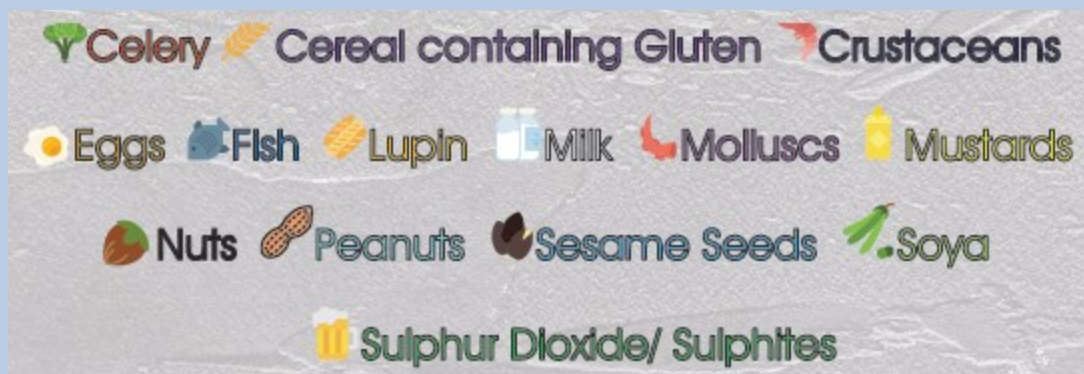 Celery Cereal containing Gluten Crustaceans
Eggs Fish Lupin Milk Molluscs Mustards
Nuts Peanuts Sesame Seeds Soya
Sulphur Dioxide/ Sulphites